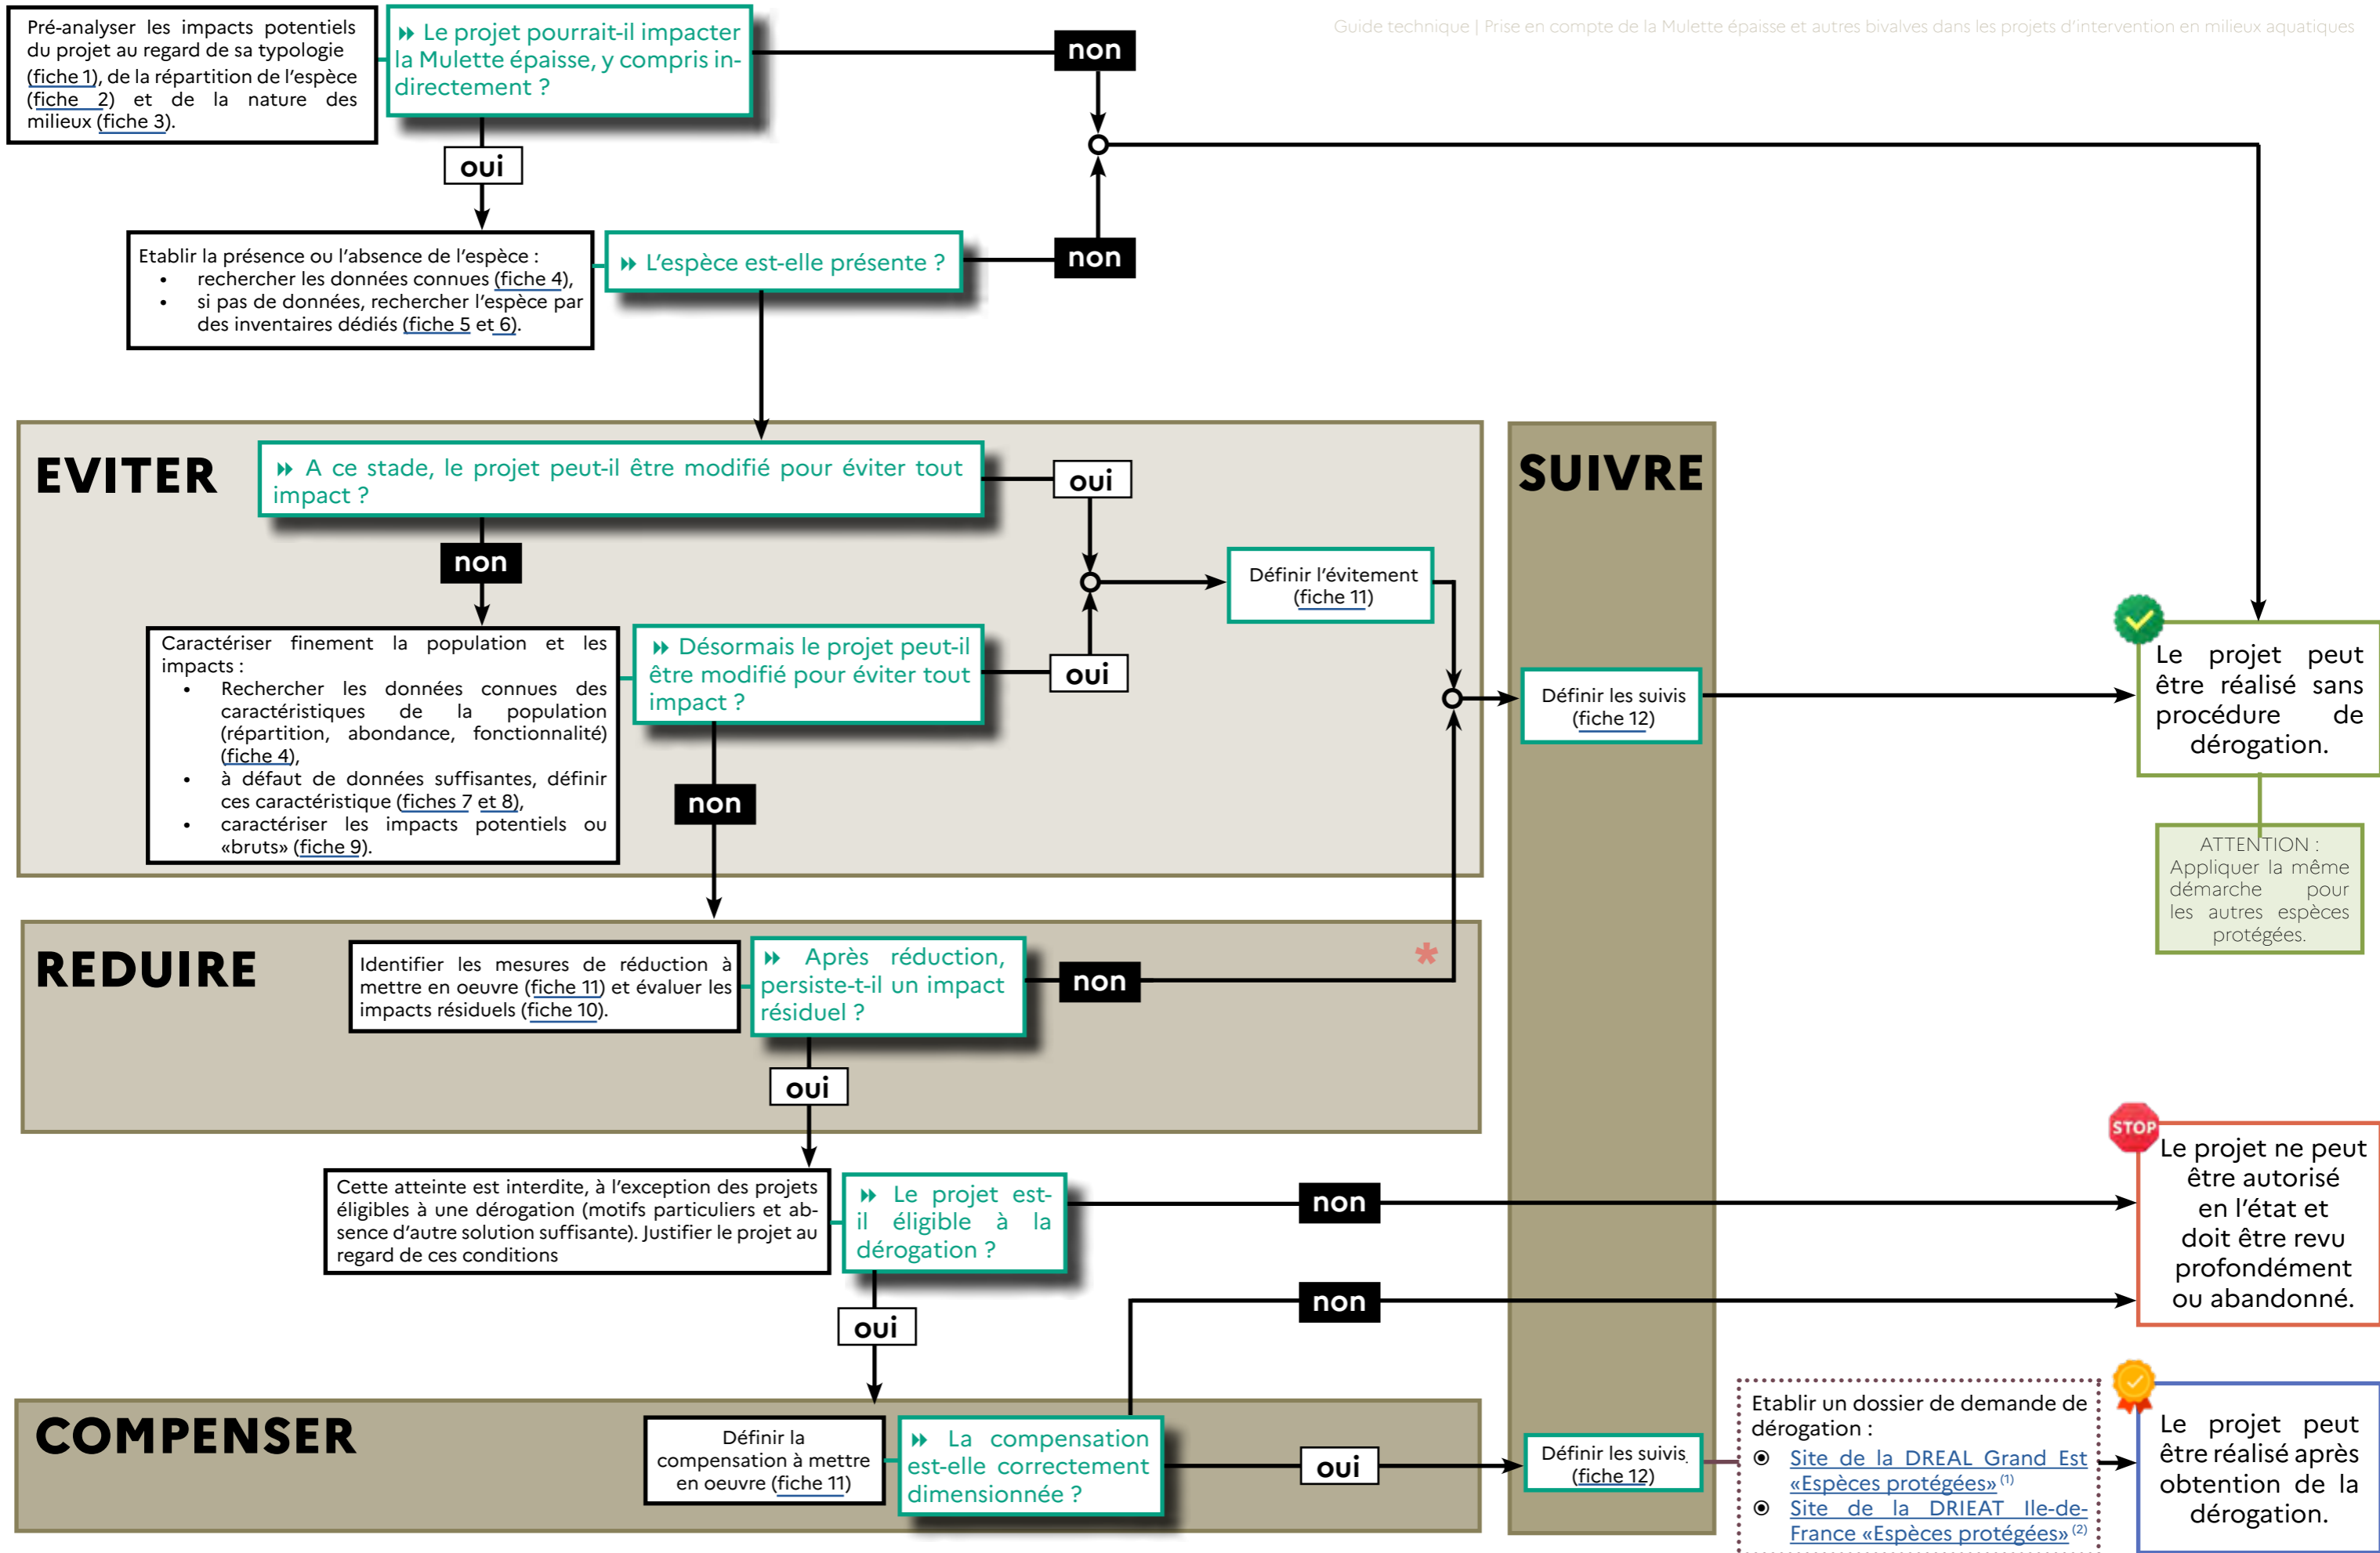 Guide technique | Prise en compte de la Mulette épaisse et autres bivalves dans les projets d'intervention en milieux aquatiques
Pré-analyser les impacts potentiels
du projet au regard de sa typologie
(fiche 1), de la répartition de l'espèce
(fiche 2) et de la nature des
milieux (fiche 3).
Le projet pourrait-il impacter
la Mulette épaisse, y compris in-
directement ?
non
oui
Etablir la présence ou l'absence de l'espèce :
• rechercher les données connues (fiche 4),
• si pas de données, rechercher l'espèce par
des inventaires dédiés (fiche 5 et 6).
L'espèce est-elle présente ?
non
EVITER
A ce stade, le projet peut-il être modifié pour éviter tout
impact ?
oui
non
Caractériser finement la population et les
impacts :
• Rechercher les données connues des
caractéristiques de la population
(répartition, abondance, fonctionnalité)
(fiche 4),
• à défaut de données suffisantes, définir
ces caractéristique (fiches 7 et 8),
• caractériser les impacts potentiels ou
«bruts» (fiche 9).
Désormais le projet peut-il
être modifié pour éviter tout
impact ?
oui
non
Définir l'évitement
(fiche 11)
SUIVRE
Définir les suivis
(fiche 12)
Le projet peut
être réalisé sans
procédure de
dérogation.
ATTENTION :
Appliquer la même
démarche pour
les autres espèces
protégées.
REDUIRE
Identifier les mesures de réduction à
mettre en oeuvre (fiche 11) et évaluer les
impacts résiduels (fiche 10).
Après réduction,
persiste-t-il un impact
résiduel ?
non
*
oui
Cette atteinte est interdite, à l'exception des projets
éligibles à une dérogation (motifs particuliers et ab-
sence d'autre solution suffisante). Justifier le projet au
regard de ces conditions
Le projet est-
il éligible à la
dérogation ?
non
oui
non
STOP
Le projet ne peut
être autorisé
en l'état et
doit être revu
profondément
ou abandonné.
COMPENSER
Définir la
compensation à mettre
en oeuvre (fiche 11)
La compensation
est-elle correctement
dimensionnée ?
oui
Définir les suivis
(fiche 12)
Etablir un dossier de demande de
dérogation :
Site de la DREAL Grand Est
«Espèces protégées» (1)
Site de la DRIEAT Ile-de-
France «Espèces protégées» (2)
Le projet peut
être réalisé après
obtention de la
dérogation.